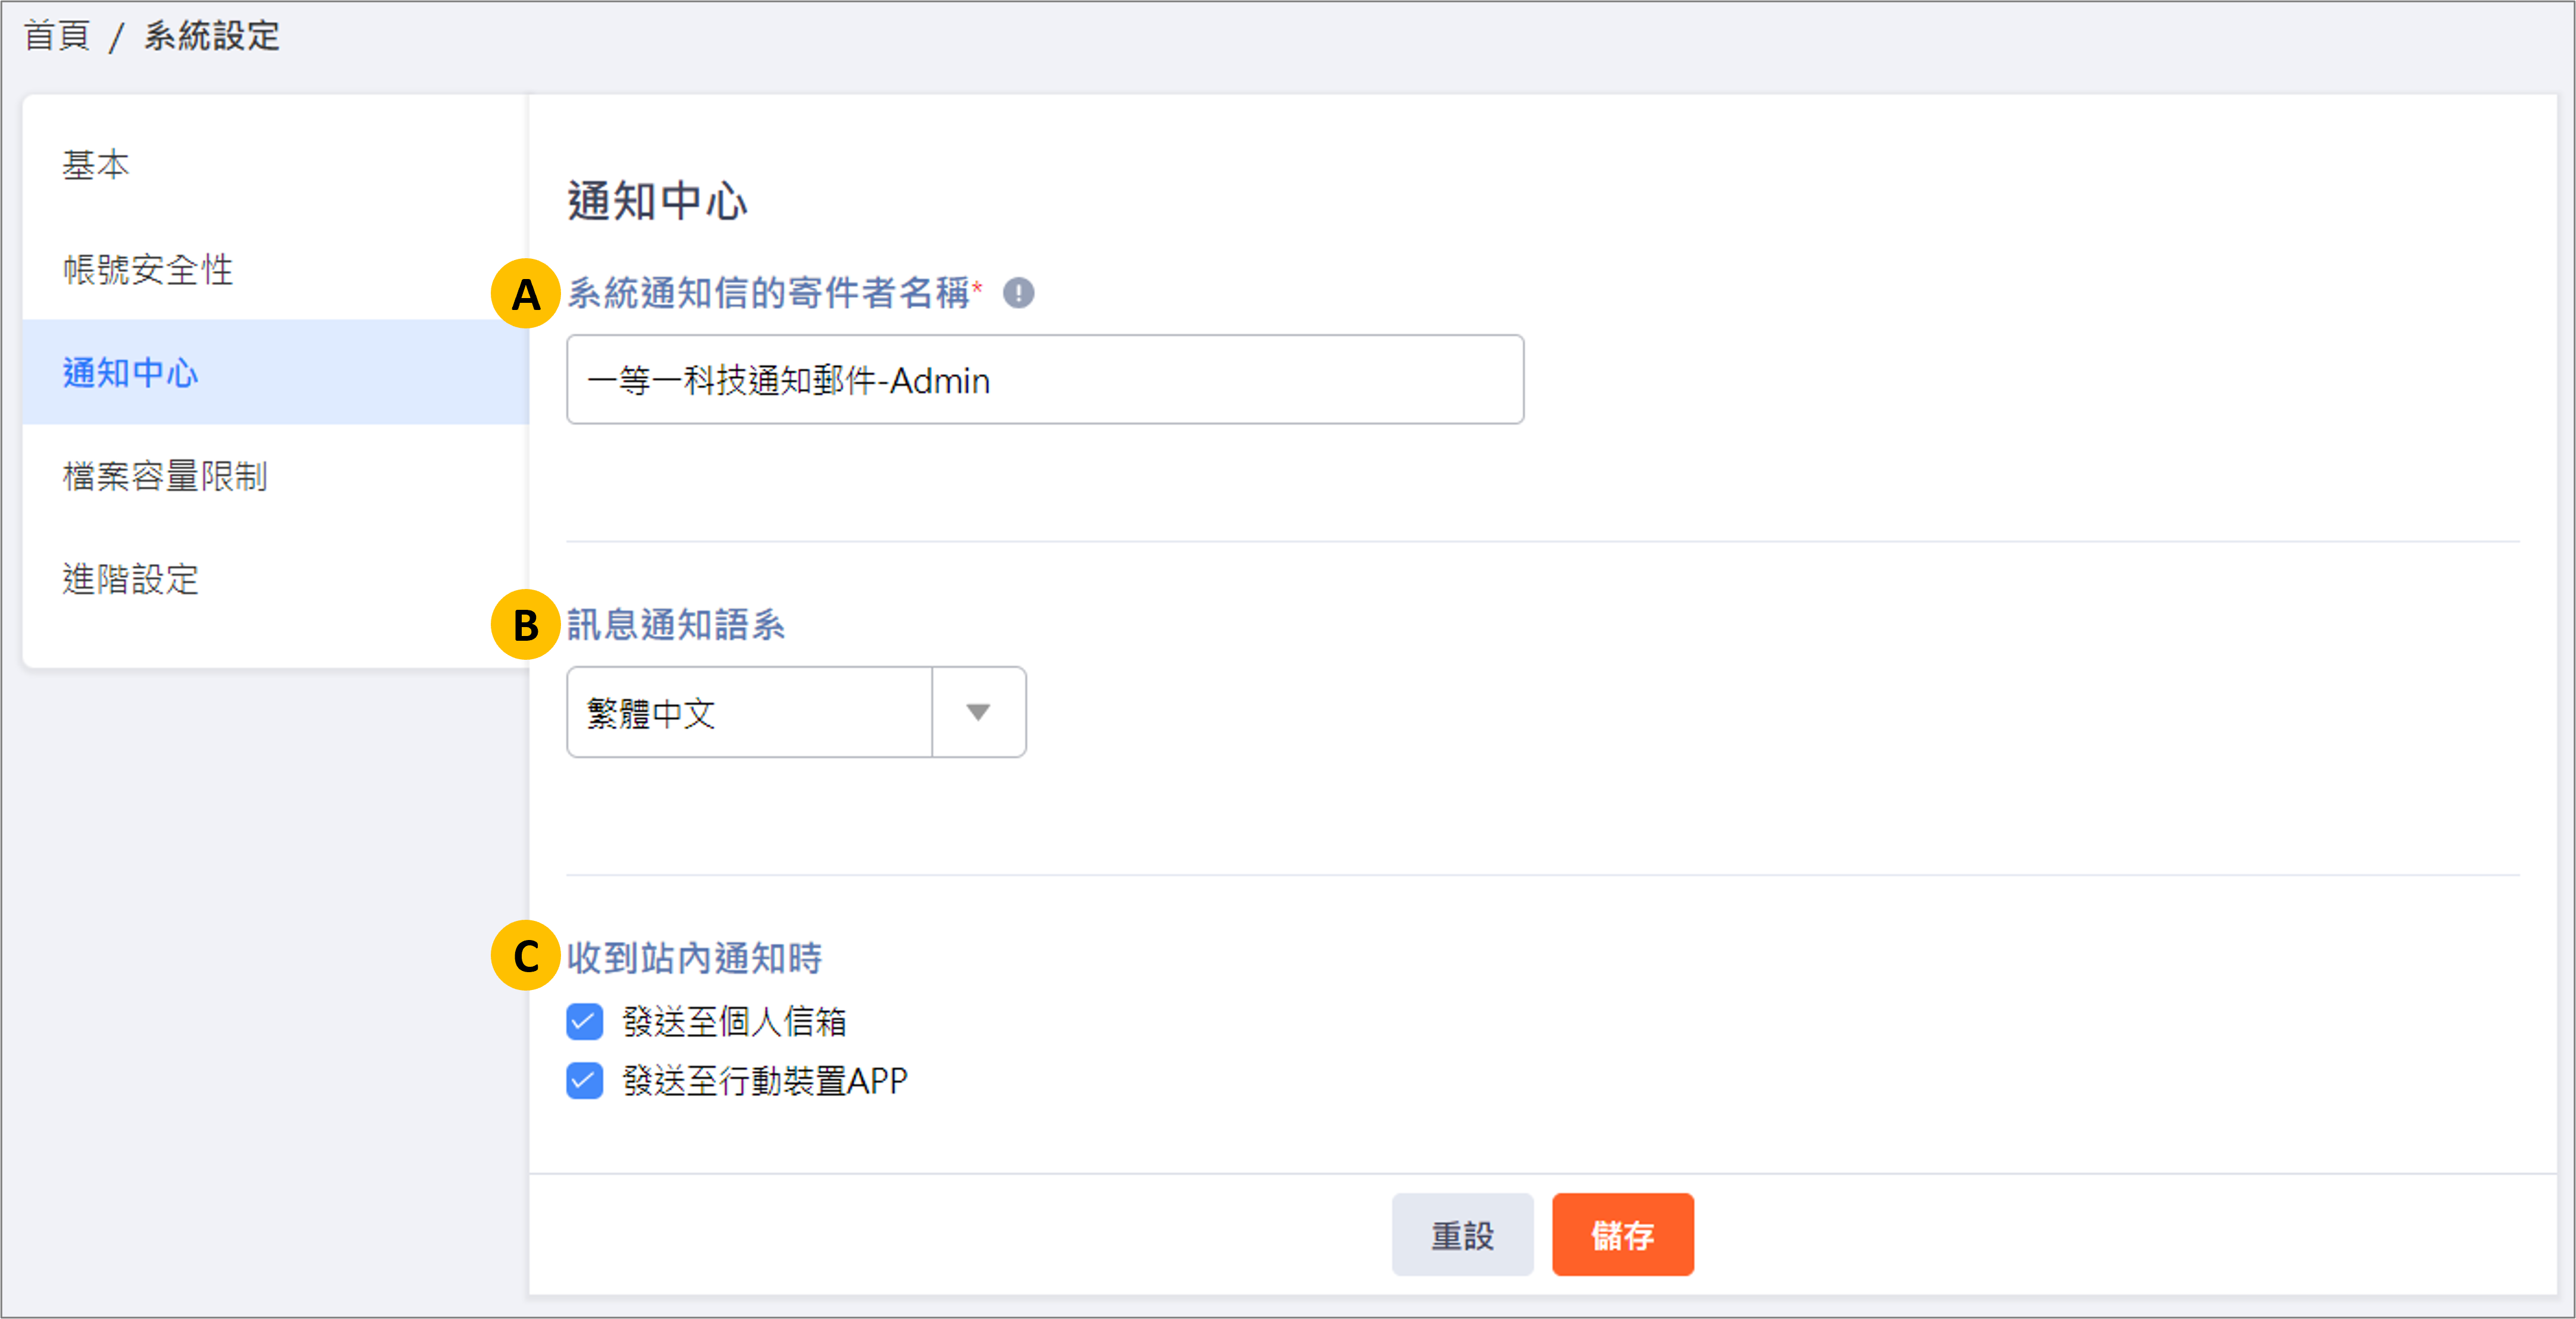 首頁 / 系統設定
基本
帳號安全性
通知中心
檔案容量限制
進階設定
通知中心
A 系統通知信的寄件者名稱* !
一等一科技通知郵件-Admin
B 訊息通知語系
繁體中文
C 收到站內通知時
發送至個人信箱
發送至行動裝置APP
重設 儲存